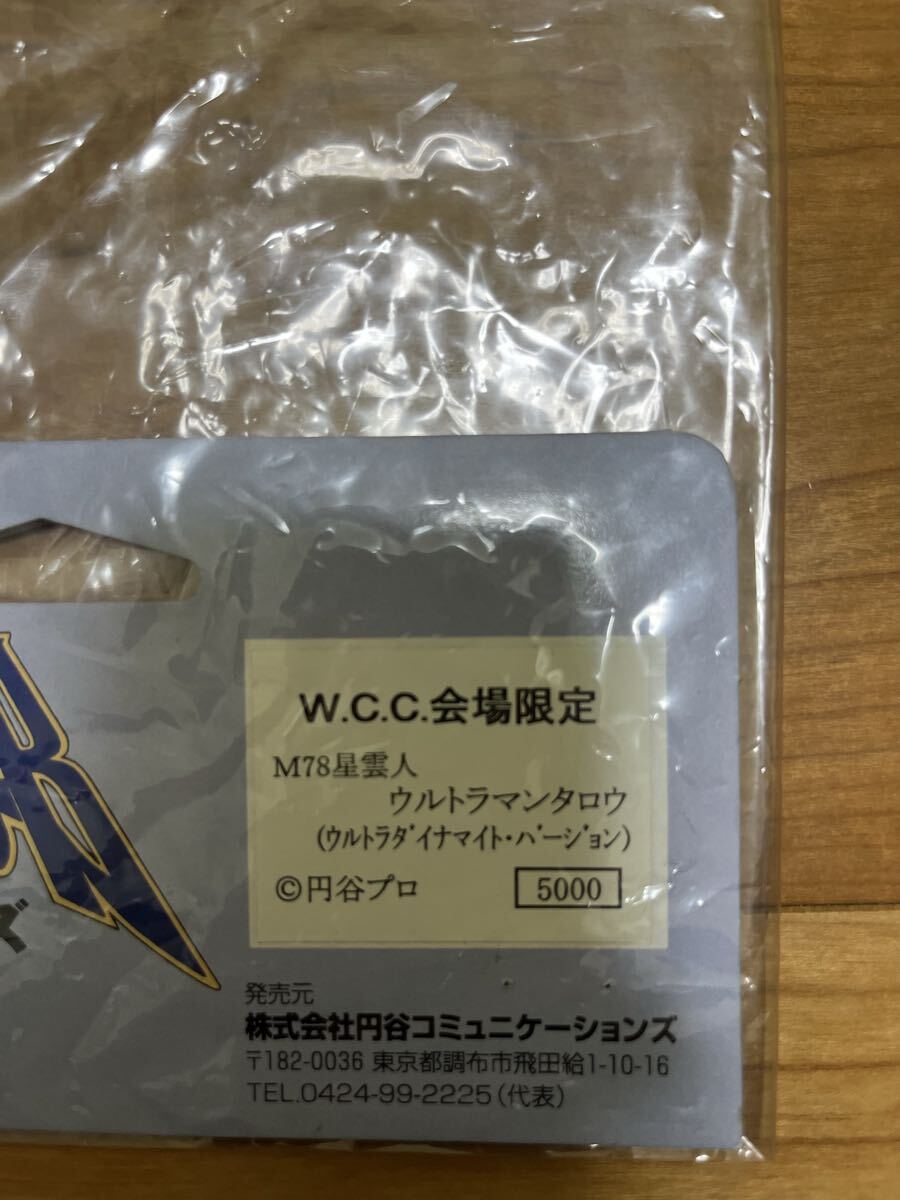 W.C.C.会場限定
M78星雲人
ウルトラマンタロウ
(ウルトラダイナマイト・バージョン)
©円谷プロ 5000
発売元
株式会社円谷コミュニケーションズ
〒182-0036 東京都調布市飛田給1-10-16
TEL.0424-99-2225(代表)